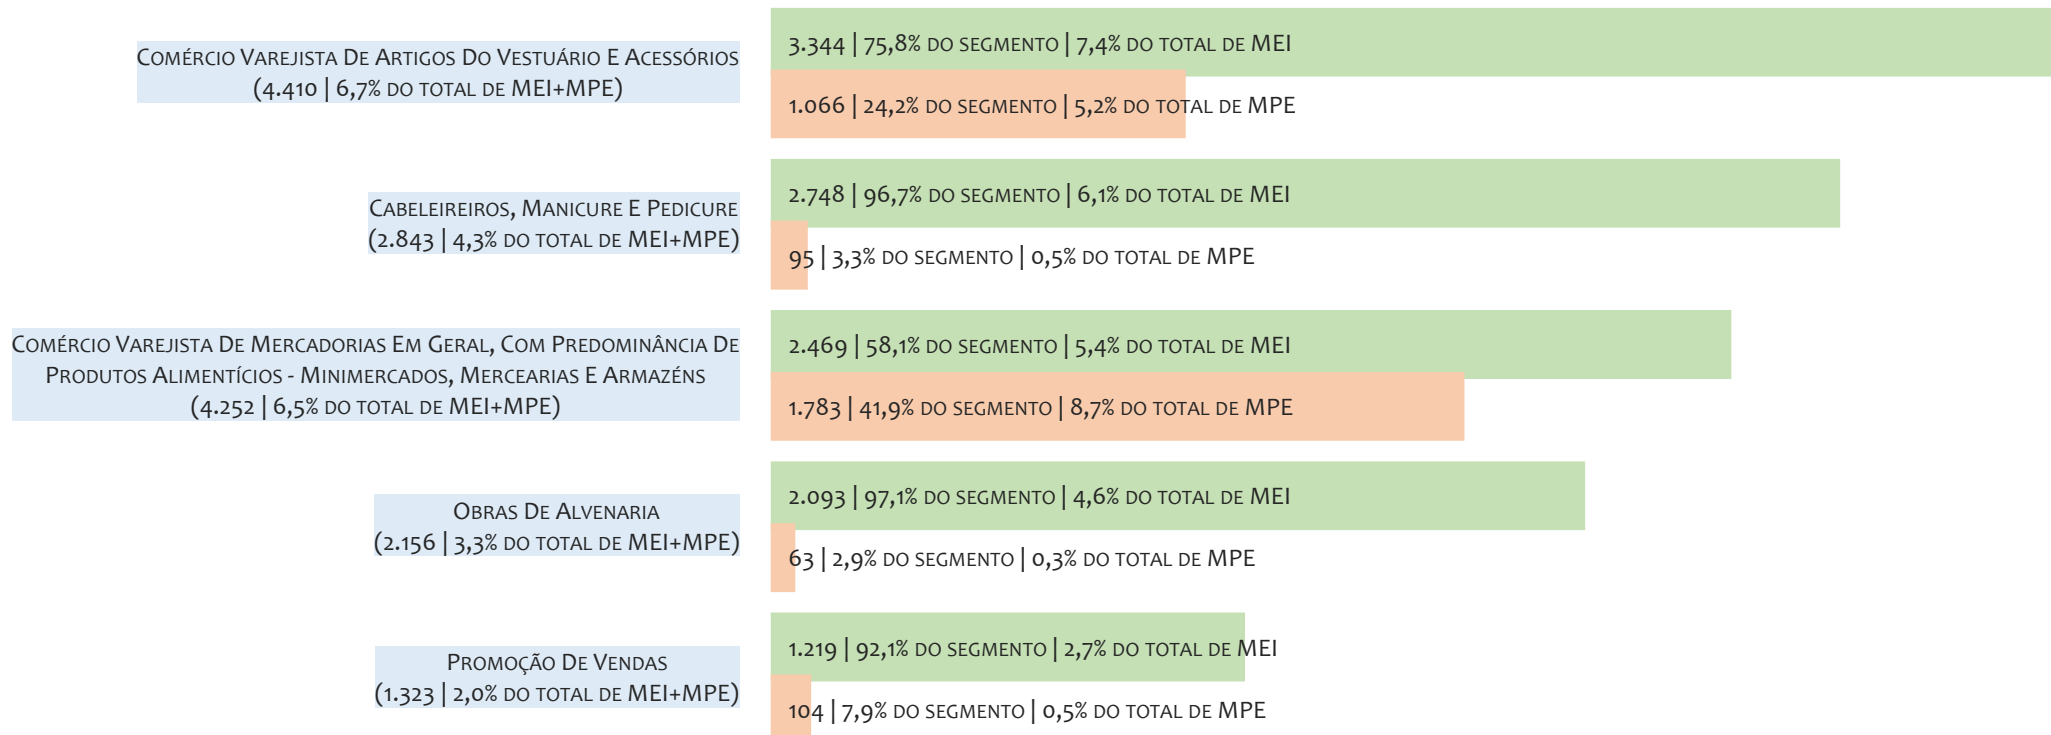 Comércio Varejista De Artigos Do Vestuário E Acessórios
(4.410 | 6,7% do total de MEI+MPE)
3.344 | 75,8% do segmento | 7,4% do total de MEI
1.066 | 24,2% do segmento | 5,2% do total de MPE
Cabeleireiros, Manicure E Pedicure
(2.843 | 4,3% do total de MEI+MPE)
2.748 | 96,7% do segmento | 6,1% do total de MEI
95 | 3,3% do segmento | 0,5% do total de MPE
Comércio Varejista De Mercadorias Em Geral, Com Predominância De
Produtos Alimentícios - Minimercados, Mercearias E Armazéns
(4.252 | 6,5% do total de MEI+MPE)
2.469 | 58,1% do segmento | 5,4% do total de MEI
1.783 | 41,9% do segmento | 8,7% do total de MPE
Obras De Alvenaria
(2.156 | 3,3% do total de MEI+MPE)
2.093 | 97,1% do segmento | 4,6% do total de MEI
63 | 2,9% do segmento | 0,3% do total de MPE
Promoção De Vendas
(1.323 | 2,0% do total de MEI+MPE)
1.219 | 92,1% do segmento | 2,7% do total de MEI
104 | 7,9% do segmento | 0,5% do total de MPE